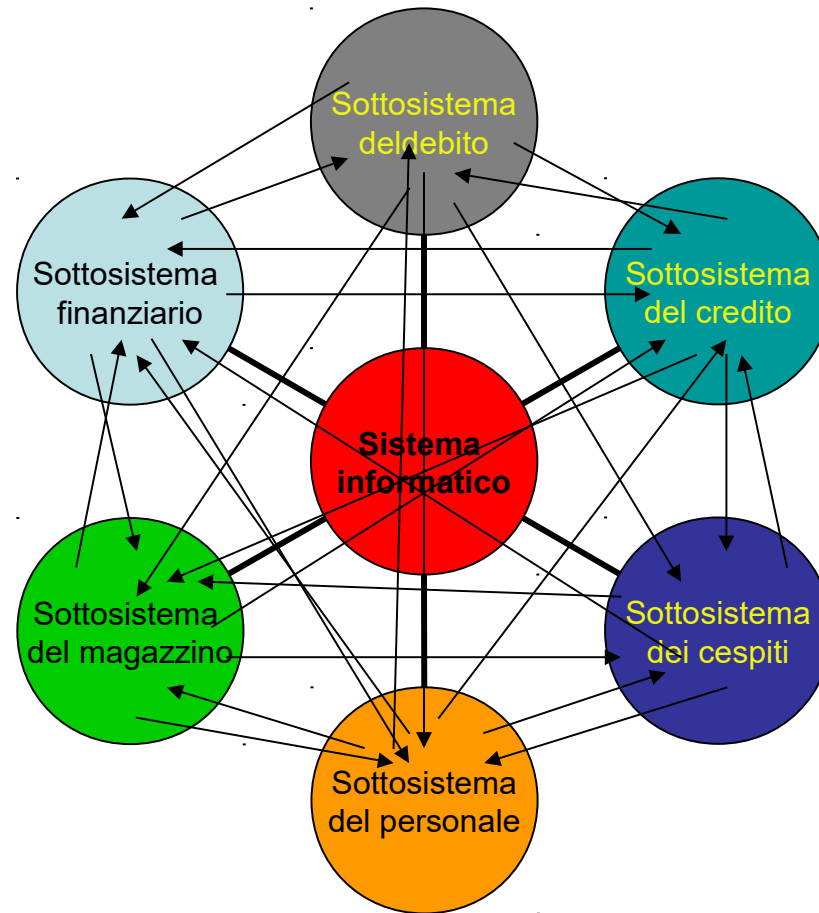 Sottosistema
deldebito
Sottosistema
finanziario
Sottosistema
del credito
Sistema
informatico
Sottosistema
del magazzino
Sottosistema
dei cespiti
Sottosistema
del personale